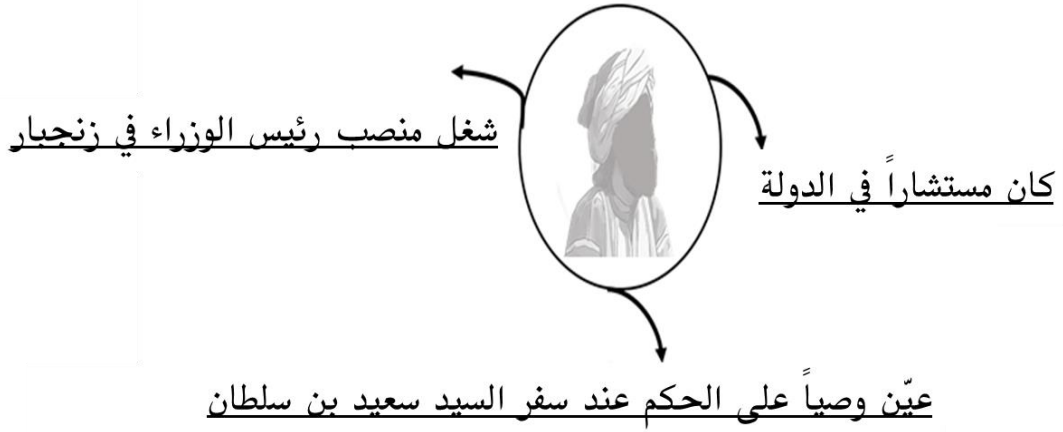 شغل منصب رئيس الوزراء في زنجبار
كان مستشاراً في الدولة
عيّن وصياً على الحكم عند سفر السيد سعيد بن سلطان